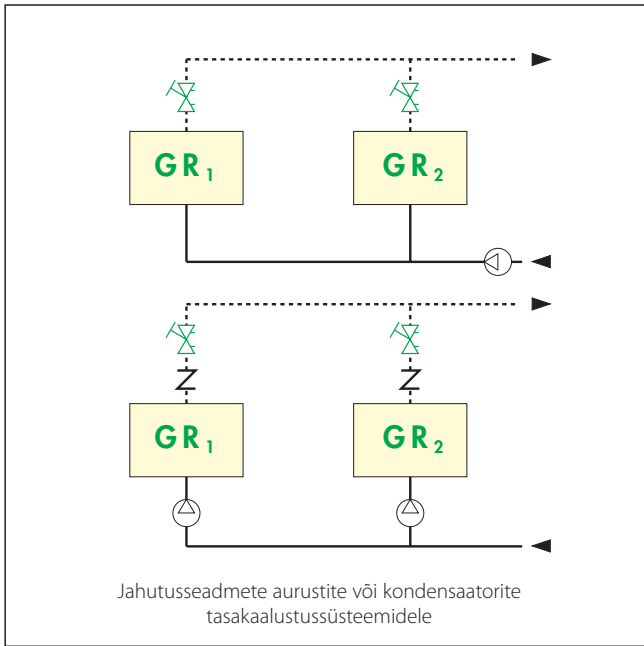 GR₁ GR₂
GR₁ GR₂
Jahutusseadmete aurustite või kondensaatorite
tasakaalustussüsteemidele